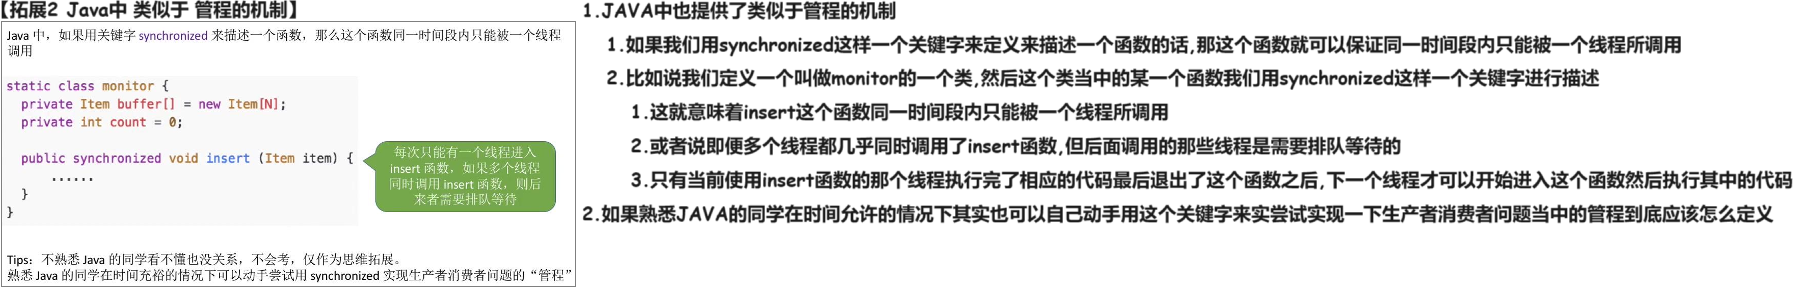 【拓展2 Java中 类似于 管程的机制】
Java 中，如果用关键字 synchronized 来描述一个函数，那么这个函数同一时间段内只能被一个线程
调用
static class monitor {
private Item buffer[] = new Item[N];
private int count = 0;
public synchronized void insert (Item item) {
......
}
}
每次只能有一个线程进入
insert 函数，如果多个线程
同时调用 insert 函数，则后
来者需要排队等待
Tips：不熟悉 Java 的同学看不懂也没关系，不会考，仅作为思维拓展。
熟悉 Java 的同学在时间充裕的情况下可以动手尝试用 synchronized 实现生产者消费者问题的“管程”
1.JAVA中也提供了类似于管程的机制
1.如果我们用synchronized这样一个关键字来定义来描述一个函数的话,那这个函数就可以保证同一时间段内只能被一个线程所调用
2.比如说我们定义一个叫做monitor的一个类,然后这个类当中的某一个函数我们用synchronized这样一个关键字进行描述
1.这就意味着insert这个函数同一时间段内只能被一个线程所调用
2.或者说即便多个线程都几乎同时调用了insert函数,但后面调用的那些线程是需要排队等待的
3.只有当前使用insert函数的那个线程执行完了相应的代码最后退出了这个函数之后,下一个线程才可以开始进入这个函数然后执行其中的代码
2.如果熟悉JAVA的同学在时间允许的情况下其实也可以自己动手用这个关键字来实尝试实现一下生产者消费者问题当中的管程到底应该怎么定义